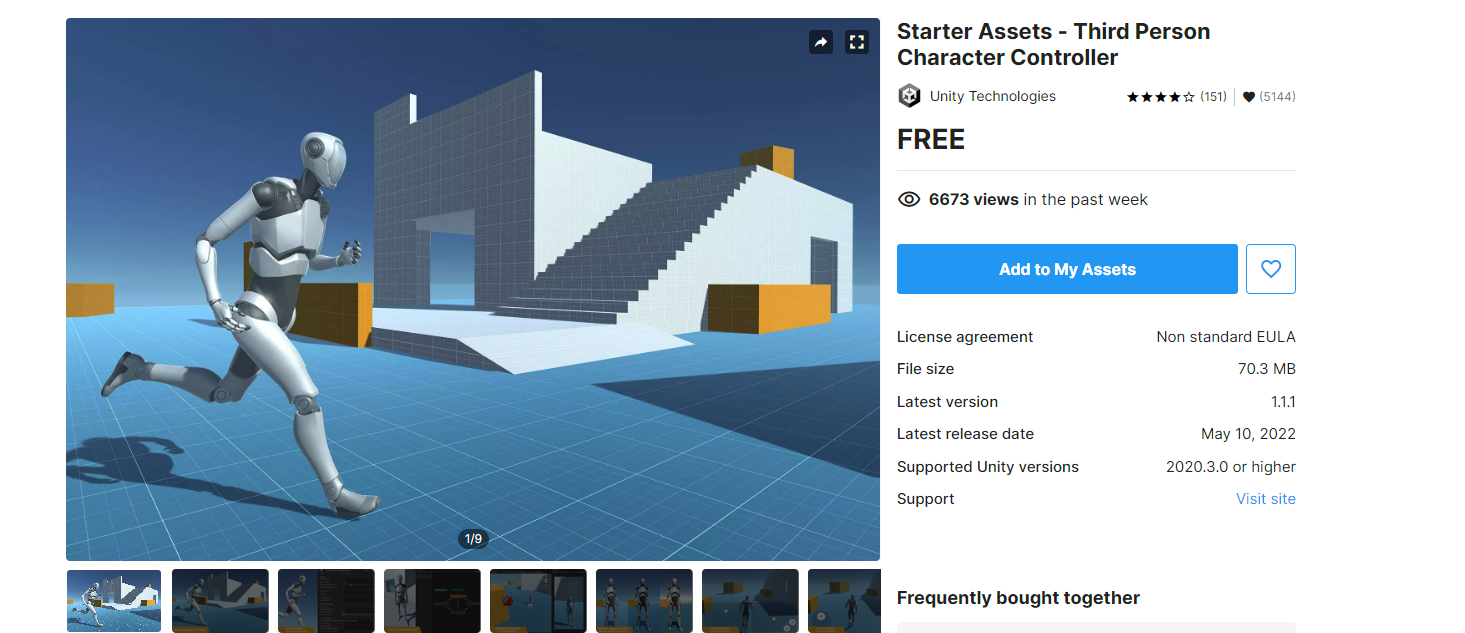 Starter Assets - Third Person
Character Controller
Unity Technologies
(151)
(5144)
FREE
6673 views in the past week
Add to My Assets
License agreement Non standard EULA
File size 70.3 MB
Latest version 1.1.1
Latest release date May 10, 2022
Supported Unity versions 2020.3.0 or higher
Support Visit site
1/9
Frequently bought together